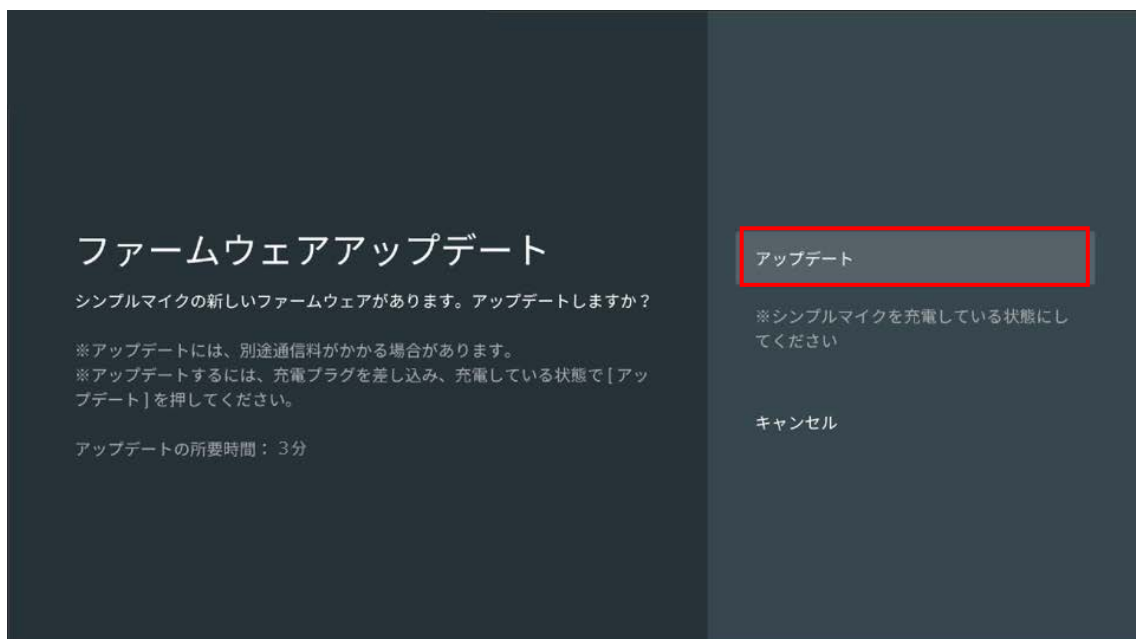 ファームウェアアップデート
シンプルマイクの新しいファームウェアがあります。アップデートしますか？
※アップデートには、別途通信料がかかる場合があります。
※アップデートするには、充電プラグを差し込み、充電している状態で [ アッ
プデート ] を押してください。
アップデートの所要時間： 3分
アップデート
※シンプルマイクを充電している状態にし
てください
キャンセル